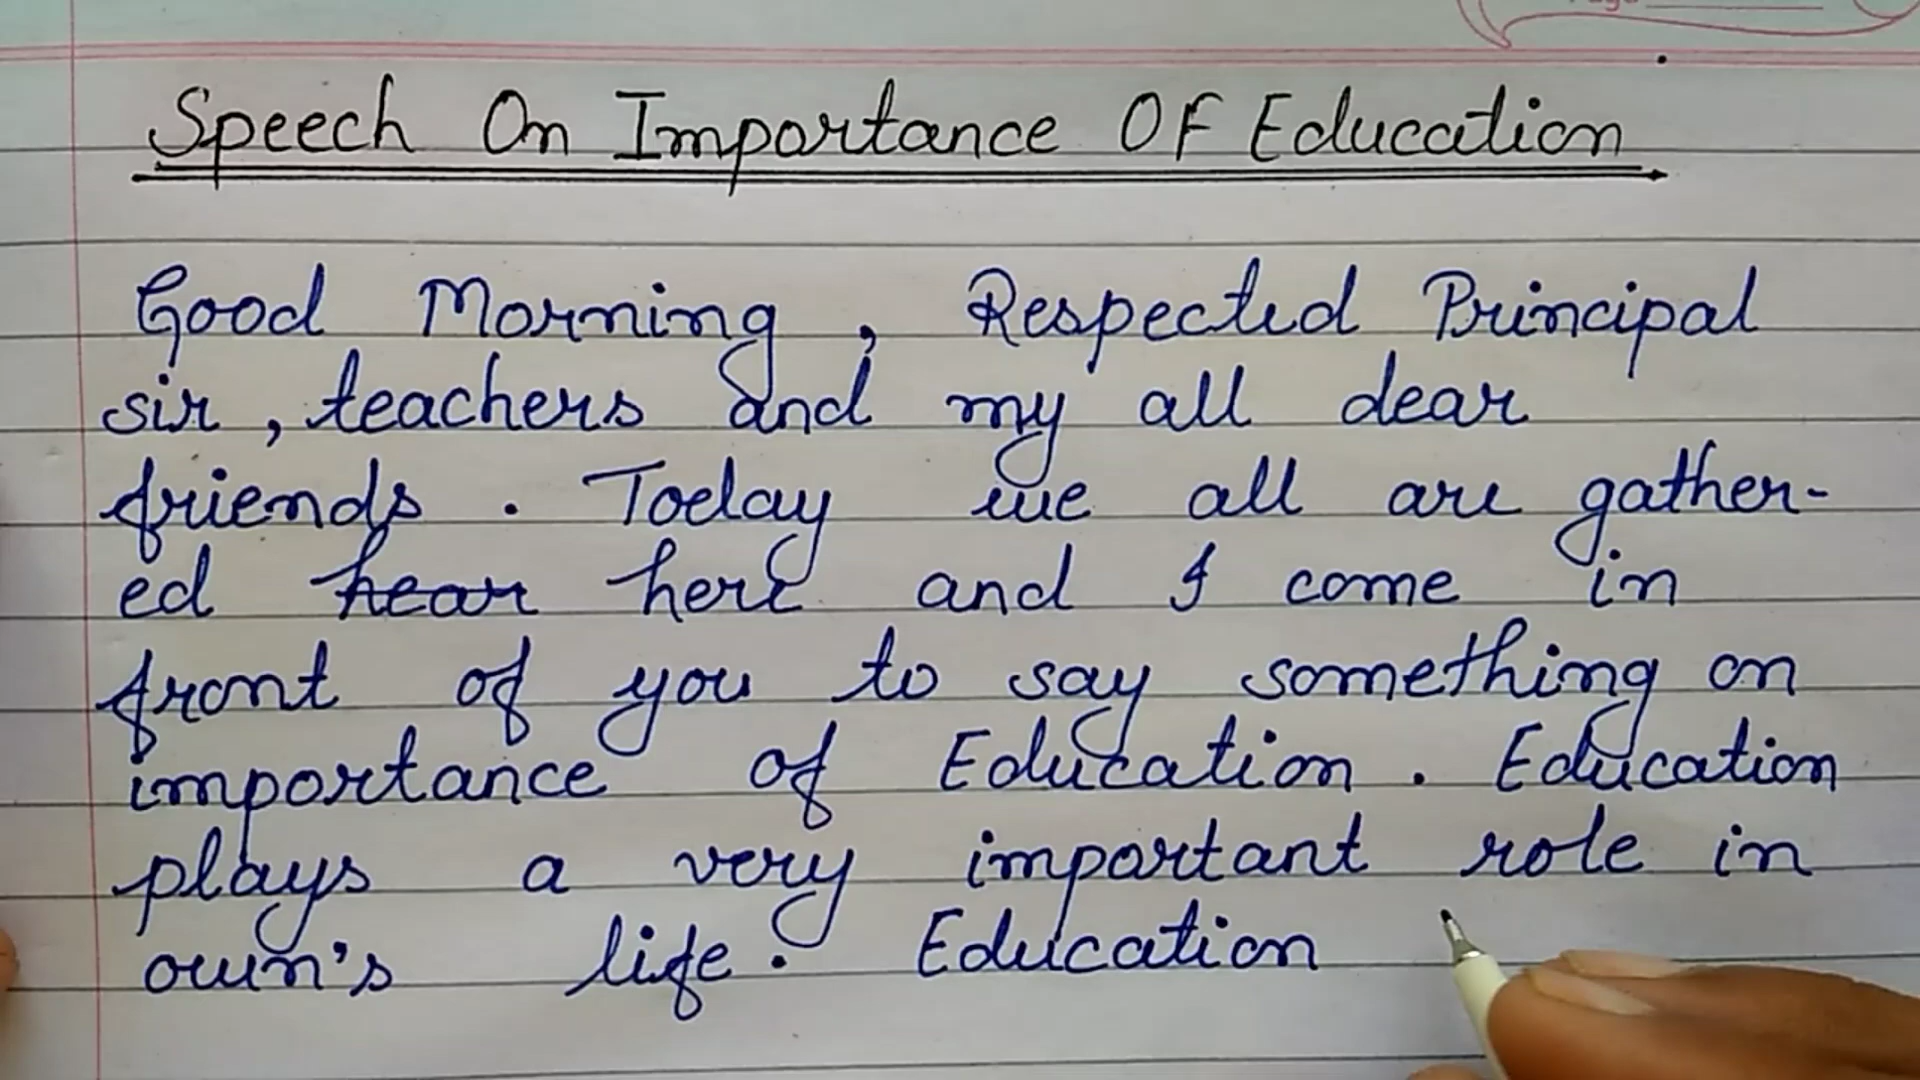 Speech On Importance OF Education
Good Morning , Respected Principal
sir , teachers and my all dear
friends . Today we all are gather-
ed hear here and I come in
front of you to say something on
importance of Education . Education
plays a very important role in
own's life . Education